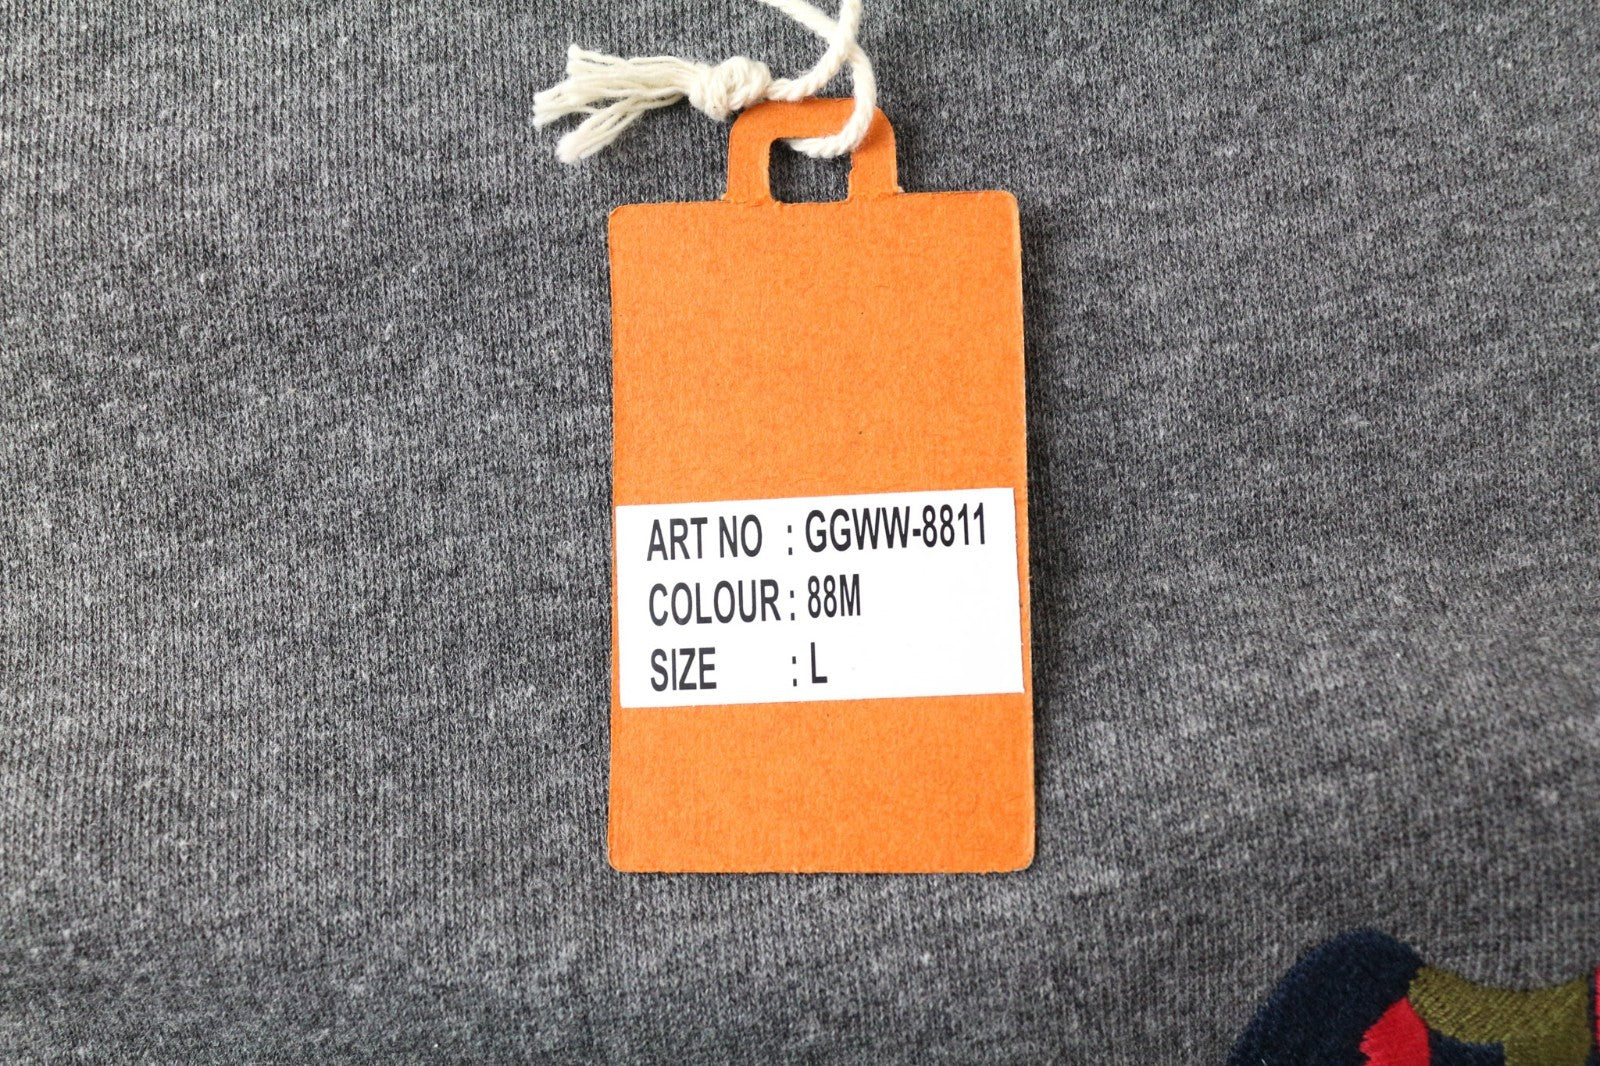 ART NO : GGWW-8811
COLOUR : 88M
SIZE : L